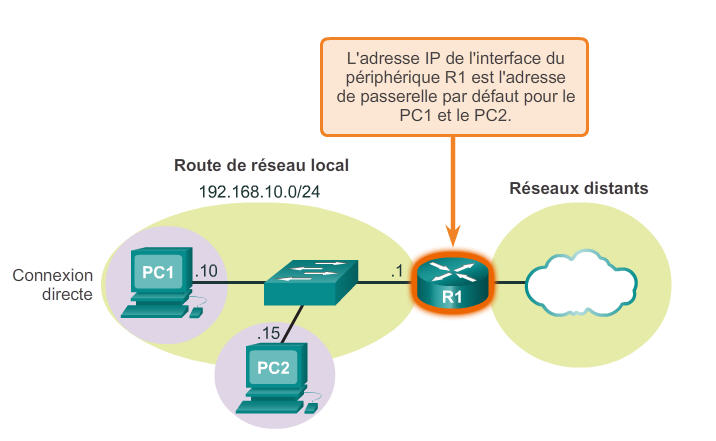 L'adresse IP de l'interface du
périphérique R1 est l'adresse
de passerelle par défaut pour le
PC1 et le PC2.
Route de réseau local
192.168.10.0/24
Réseaux distants
Connexion
directe
PC1
.10
.1
R1
.15
PC2